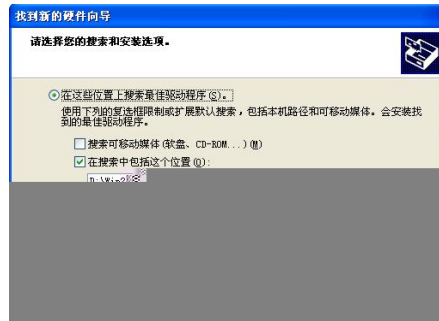 找到新的硬件向导
请选择您的搜索和安装选项。
在这些位置上搜索最佳驱动程序(S)。
使用下列的复选框限制或扩展默认搜索，包括本机路径和可移动媒体。会安装找
到的最佳驱动程序。
搜索可移动媒体(软盘、CD-ROM...)(M)
在搜索中包括这个位置(O):